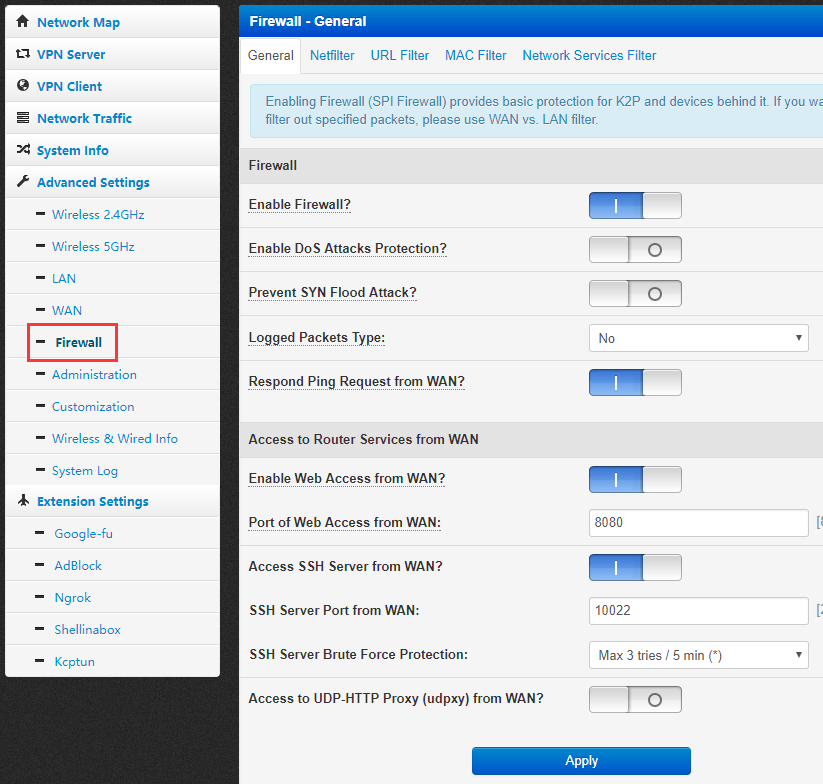 Network Map
VPN Server
VPN Client
Network Traffic
System Info
Advanced Settings
Wireless 2.4GHz
Wireless 5GHz
LAN
WAN
Firewall
Administration
Customization
Wireless & Wired Info
System Log
Extension Settings
Google-fu
AdBlock
Ngrok
Shellinabox
Kcptun
Firewall - General
General Netfilter URL Filter MAC Filter Network Services Filter
Enabling Firewall (SPI Firewall) provides basic protection for K2P and devices behind it. If you wa
filter out specified packets, please use WAN vs. LAN filter.
Firewall
Enable Firewall?
Enable DoS Attacks Protection?
Prevent SYN Flood Attack?
Logged Packets Type: No
Respond Ping Request from WAN?
Access to Router Services from WAN
Enable Web Access from WAN?
Port of Web Access from WAN: 8080
Access SSH Server from WAN?
SSH Server Port from WAN: 10022
SSH Server Brute Force Protection: Max 3 tries / 5 min (*)
Access to UDP-HTTP Proxy (udpxy) from WAN?
Apply